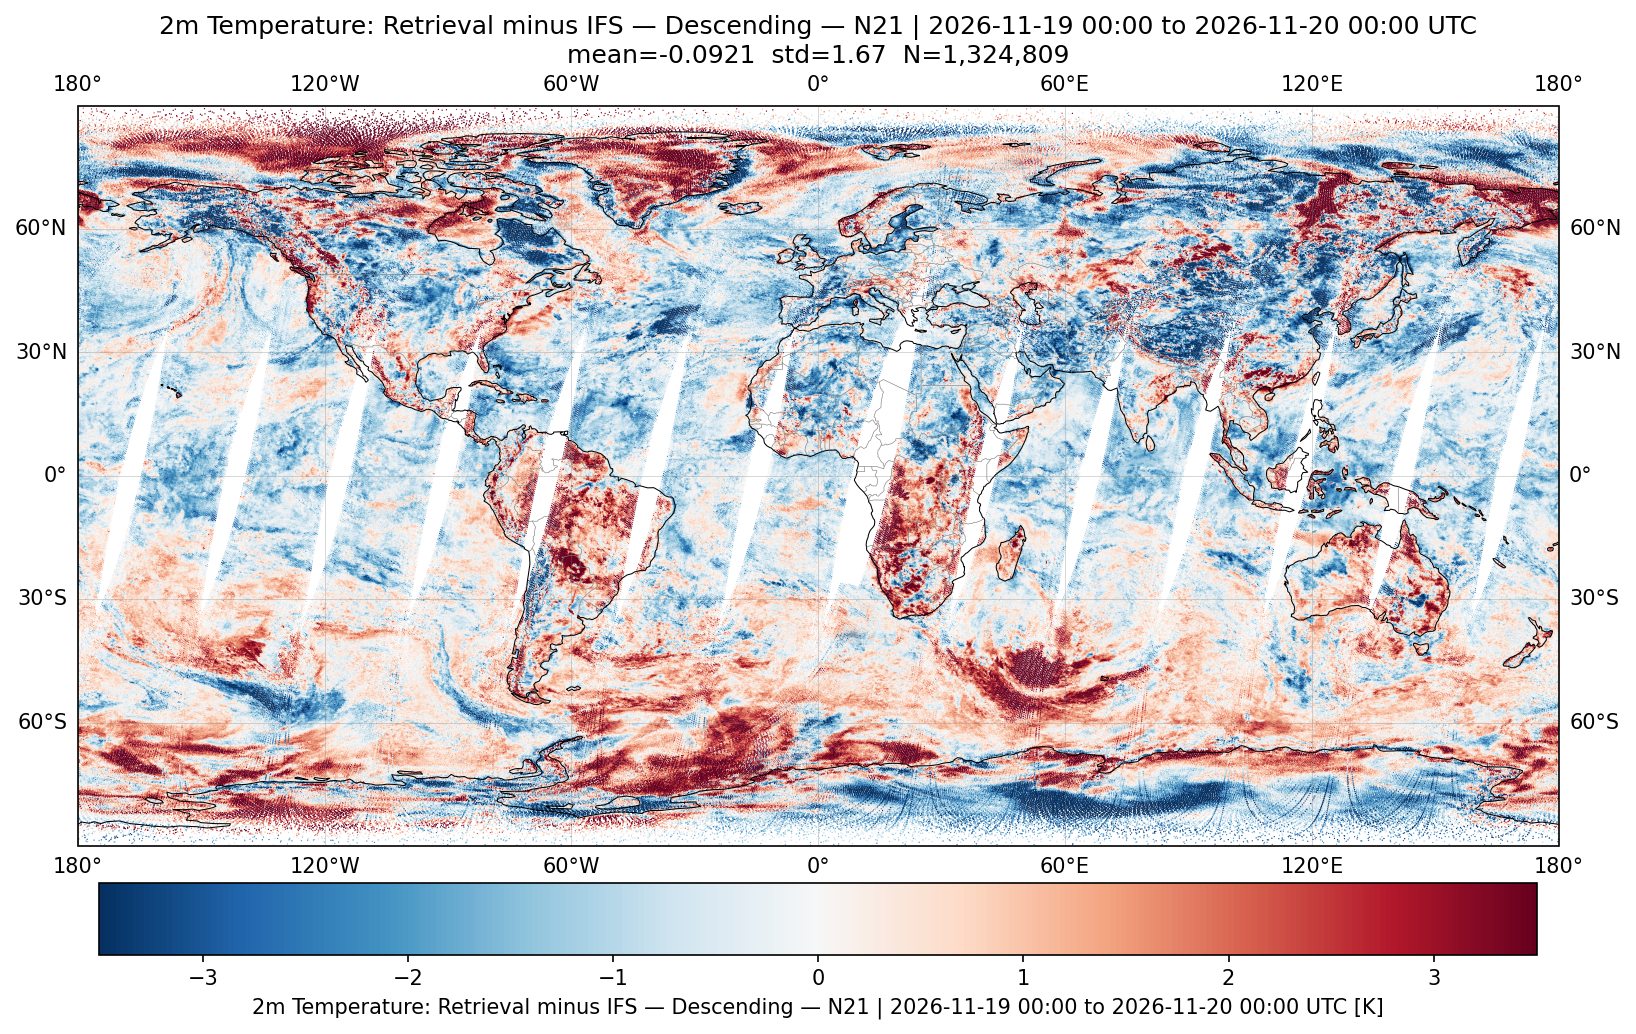 2m Temperature: Retrieval minus IFS — Descending — N21 | 2026-11-19 00:00 to 2026-11-20 00:00 UTC
mean=-0.0921 std=1.67 N=1,324,809
180° 120°W 60°W 0° 60°E 120°E 180°
60°N 60°N
30°N 30°N
0° 0°
30°S 30°S
60°S 60°S
180° 120°W 60°W 0° 60°E 120°E 180°
−3 −2 −1 0 1 2 3
2m Temperature: Retrieval minus IFS — Descending — N21 | 2026-11-19 00:00 to 2026-11-20 00:00 UTC [K]